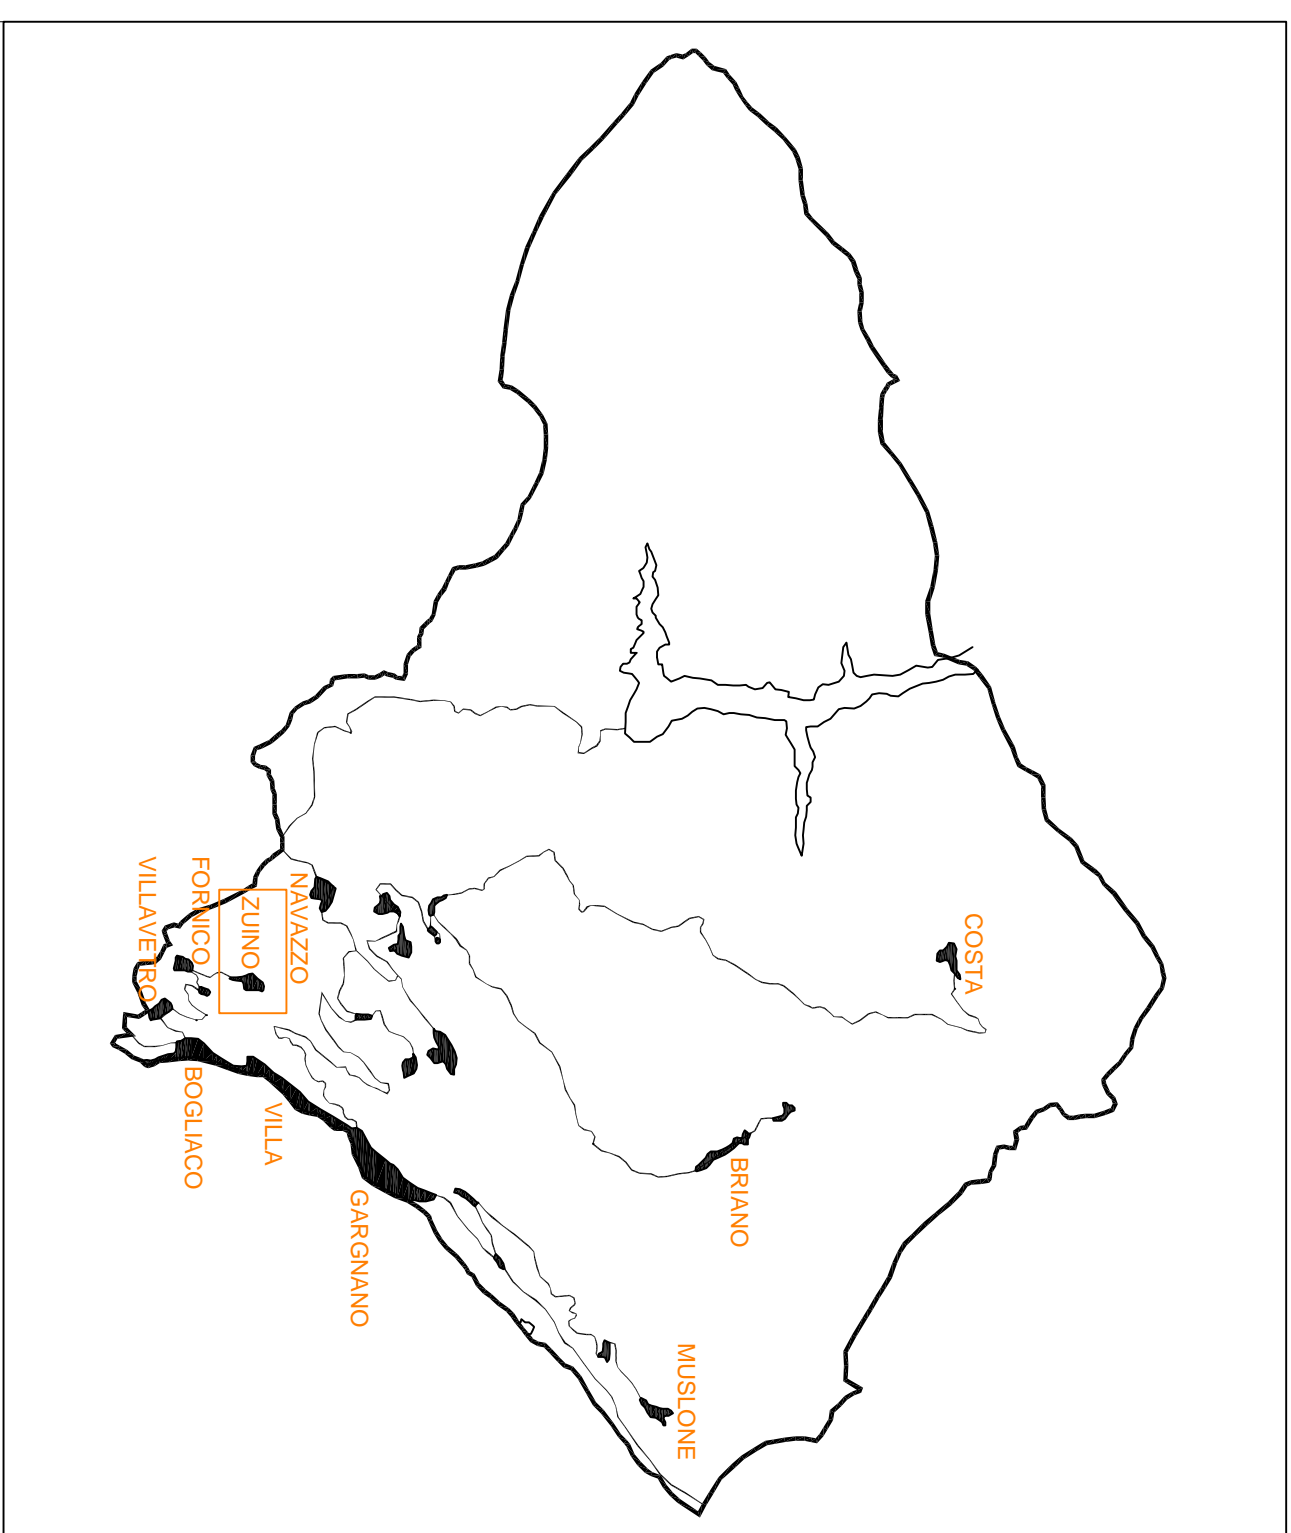 COSTA
MUSLONE
BRIANO
GARGNANO
NAVAZZO
ZUINO
VILLA
FORNICO
BOGLIACO
VILLAVETRO